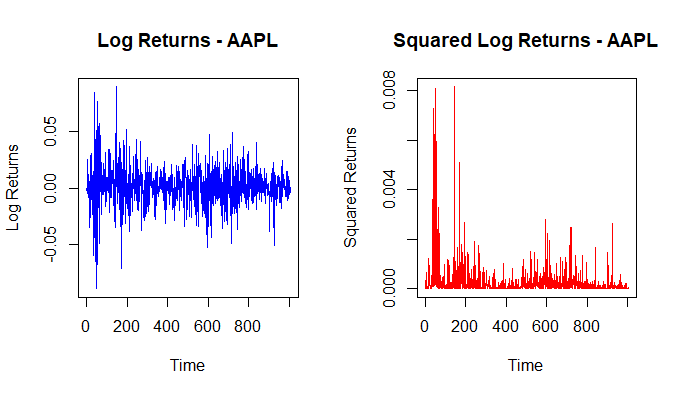 Log Returns - AAPL
Log Returns
0.05
0.00
-0.05
0 200 400 600 800
Time
Squared Log Returns - AAPL
Squared Returns
0.008
0.004
0.000
0 200 400 600 800
Time